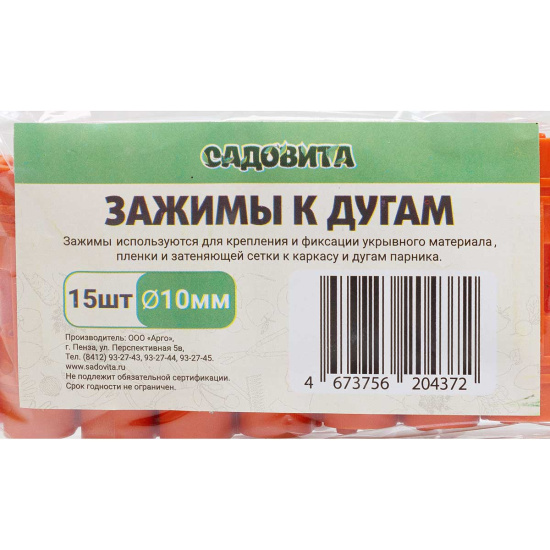 САДОВИТА
ЗАЖИМЫ К ДУГАМ
Зажимы используются для крепления и фиксации укрывного материала,
пленки и затеняющей сетки к каркасу и дугам парника.
15шт Ø10мм
Производитель: ООО «Арго»,
г. Пенза, ул. Перспективная 5в,
Тел. (8412) 93-27-43, 93-27-44, 93-27-45.
www.sadovita.ru
Не подлежит обязательной сертификации.
Срок годности не ограничен.
4 673756 204372